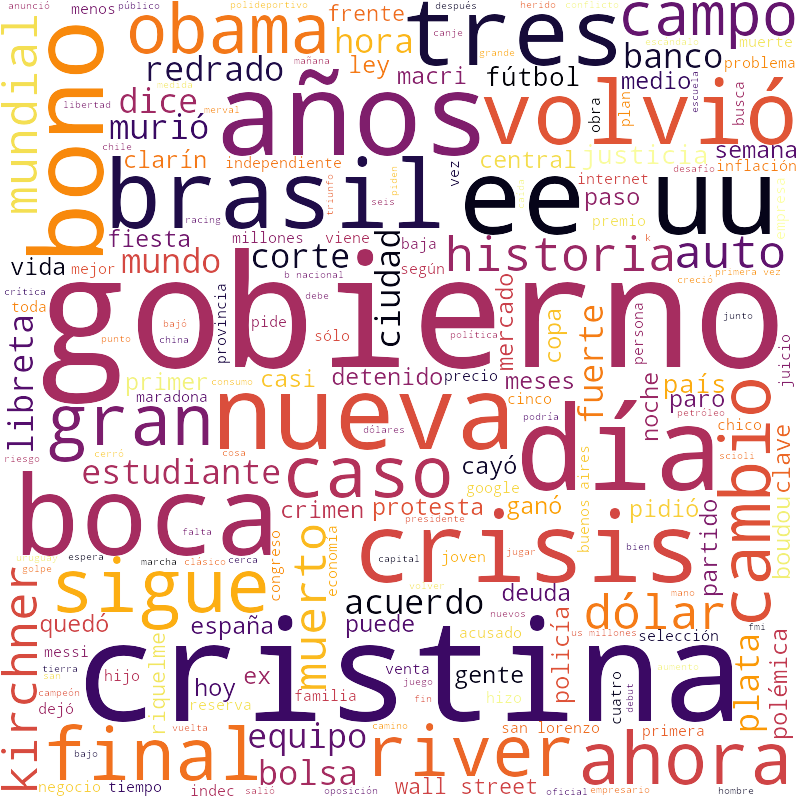 anunció
menos
público
polideportivo
después
herido
conflicto
obama
frente
tres
canje
campo
bono
hora
grande
escándalo
muerte
mundial
redrado
ley
mañana
fútbol
banco
problema
años
volvió
libertad
dice
medida
macri
medio
escuela
busca
merval
obra
plan
murió
chile
clarín
independiente
vez
central
justicia
semana
triunfo
piden
desafío
inflación
brasil
ee uu
caída
internet
paso
empresa
racing
seis
premio
fiesta
millones
viene
baja
historia
k
auto
vida
mejor
mundo
corte
ciudad
según
creció
primera vez
crítica
b nacional
toda
gobierno
provincia
debe
mercado
copa
persona
junto
bajó
pide
sólo
política
punto
china
fuerte
juicio
libreta
primer
consumo
casi
detenido
precio
meses
país
maradona
cinco
noche
paro
cambio
gran
nueva
dólares
podría
día
petróleo
chico
clave
cerró
cosa
cayó
scioli
riesgo
estudiante
caso
google
buenos aires
boudou
boca
crimen
protesta
ganó
pidió
partido
presidente
falta
crisis
uruguay
espera
marcha
clásico
cerca
congreso
economía
capital
joven
jugar
bien
golpe
sigue
muerto
volver
kirchner
acuerdo
nuevos
deuda
dólar
mano
quedó
españa
puede
acusado
us millones
fmi
policía
selección
plata
polémica
messi
cristina
tierra
hijo
riquelme
ex
venta
gente
san
hoy
juego
cuatro
aumento
campeón
dejó
reserva
familia
fin
hizo
debut
vuelta
camino
san lorenzo
primera
final
equipo
river
ahora
bajo
bolsa
negocio
tiempo
indec
salió
oposición
wall street
oficial
empresario
hombre